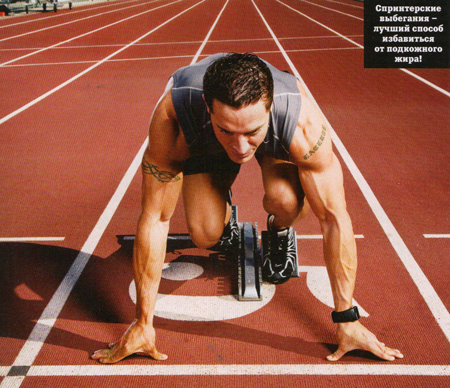 Спринтерские
выбегания –
лучший способ
избавиться
от подкожного
жира!